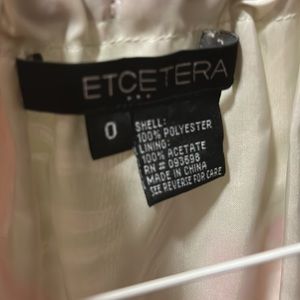 ETCETERA
0
SHELL:
100% POLYESTER
LINING:
100% ACETATE
RN # 093698
MADE IN CHINA
SEE REVERSE FOR CARE